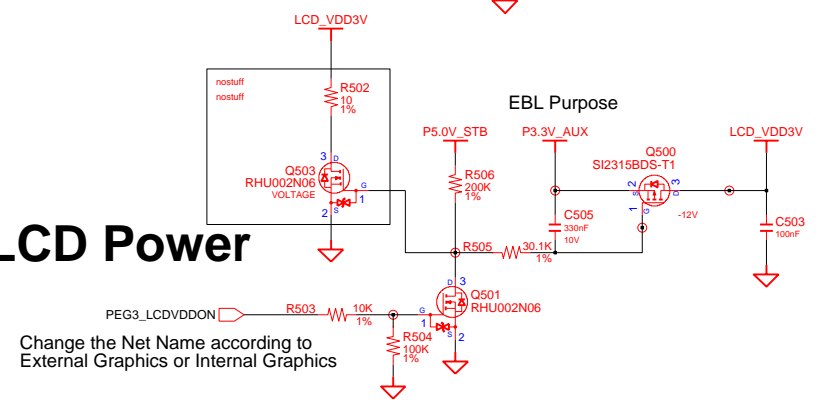 LCD_VDD3V
nostuff
nostuff
R502
10
1%
3
D
Q503
RHU002N06
VOLTAGE
G
1
2
S
EBL Purpose
P5.0V_STB
P3.3V_AUX
LCD_VDD3V
Q500
SI2315BDS-T1
R506
200K
1%
2
S
3
D
1
G
-12V
C505
330nF
10V
C503
100nF
LCD Power
R505
30.1K
1%
D
3
Q501
RHU002N06
PEG3_LCDVDDON
R503
10K
1%
G
1
S
2
R504
100K
1%
Change the Net Name according to
External Graphics or Internal Graphics